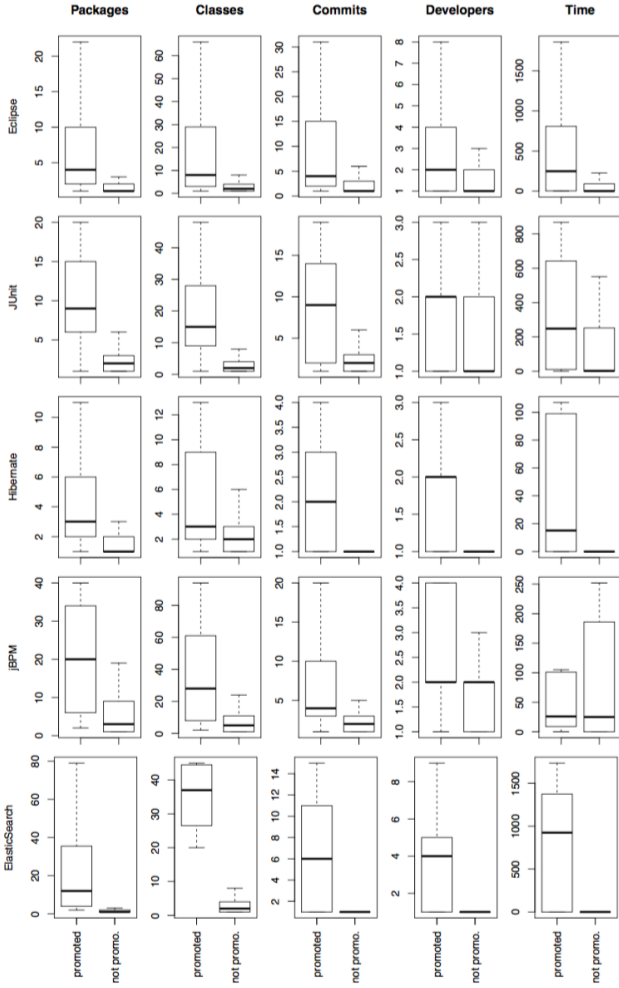 Packages Classes Commits Developers Time
Eclipse
5 10 15 20
0 10 20 30 40 50 60
0 5 10 15 20 25 30
1 2 3 4 5 6 7 8
0 500 1000 1500
JUnit
5 10 15 20
0 10 20 30 40
5 10 15
1.0 1.5 2.0 2.5 3.0
0 200 400 600 800
Hibernate
2 4 6 8 10
2 4 6 8 10 12
1.0 1.5 2.0 2.5 3.0 3.5 4.0
1.0 1.5 2.0 2.5 3.0
0 20 40 60 80 100
jBPM
0 10 20 30 40
0 20 40 60 80
5 10 15 20
1.0 1.5 2.0 2.5 3.0 3.5 4.0
0 50 100 150 200 250
ElasticSearch
0 20 40 60 80
0 10 20 30 40
2 4 6 8 10 12 14
2 4 6 8
0 500 1000 1500
promoted not promo. promoted not promo. promoted not promo. promoted not promo. promoted not promo.